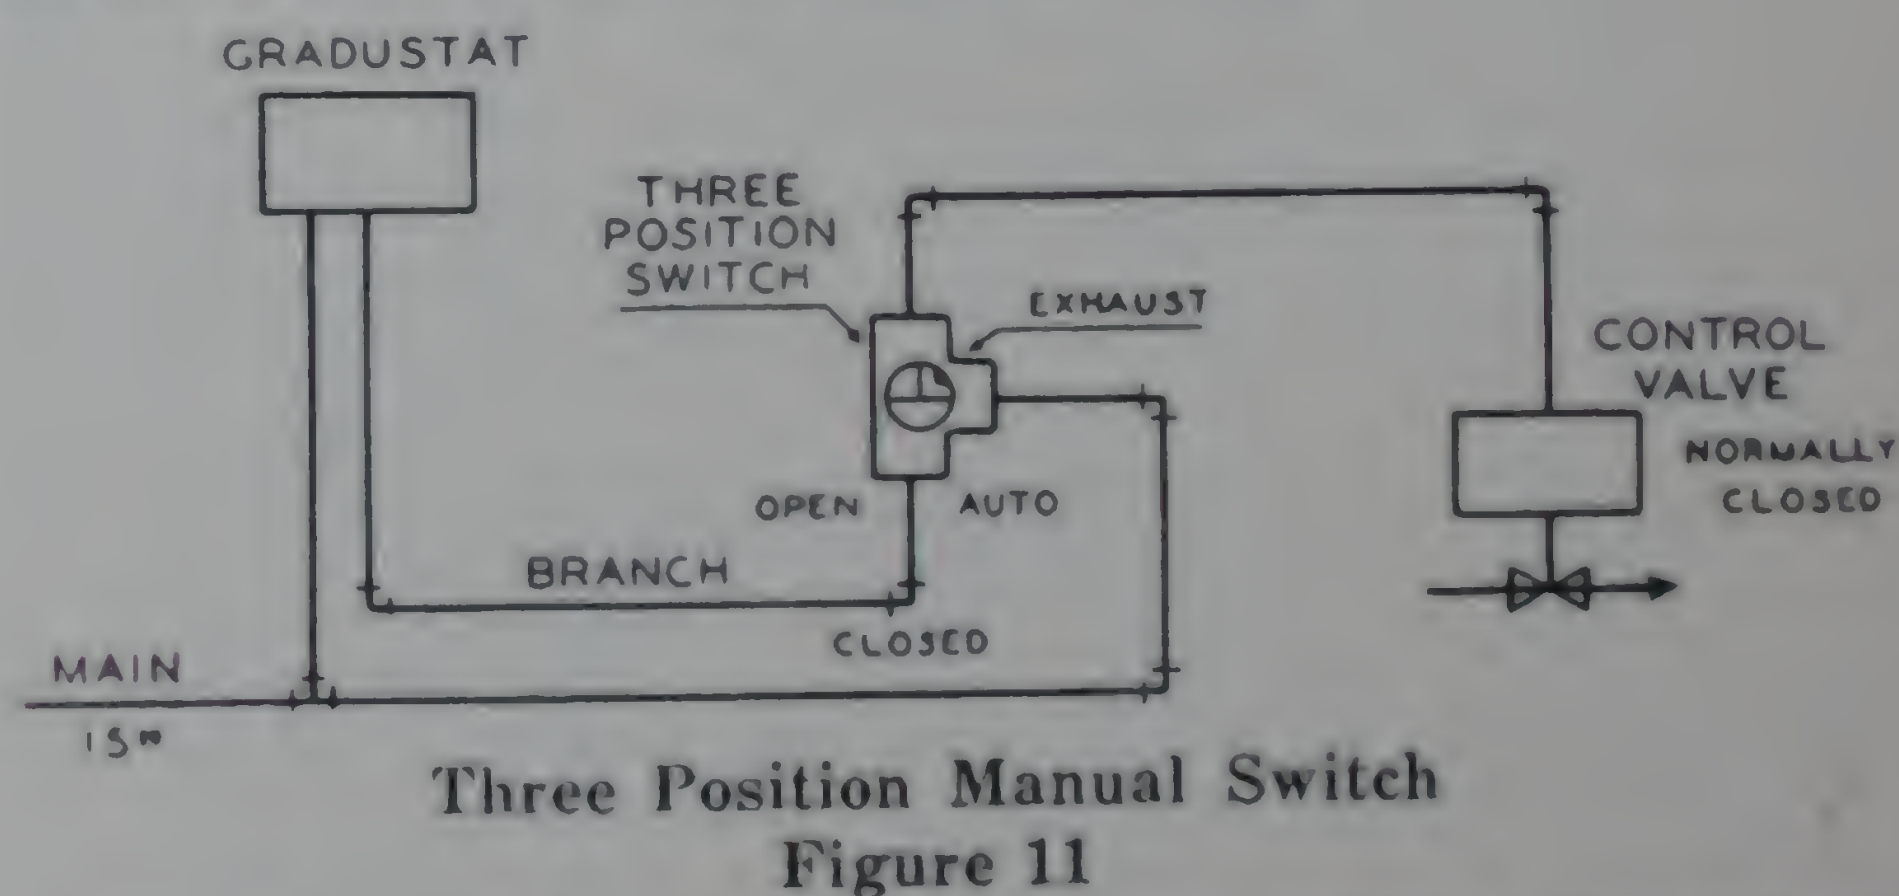 GRADUSTAT
THREE
POSITION
SWITCH
EXHAUST
CONTROL
VALVE
NORMALLY
CLOSED
OPEN
AUTO
BRANCH
CLOSED
MAIN
15#
Three Position Manual Switch
Figure 11